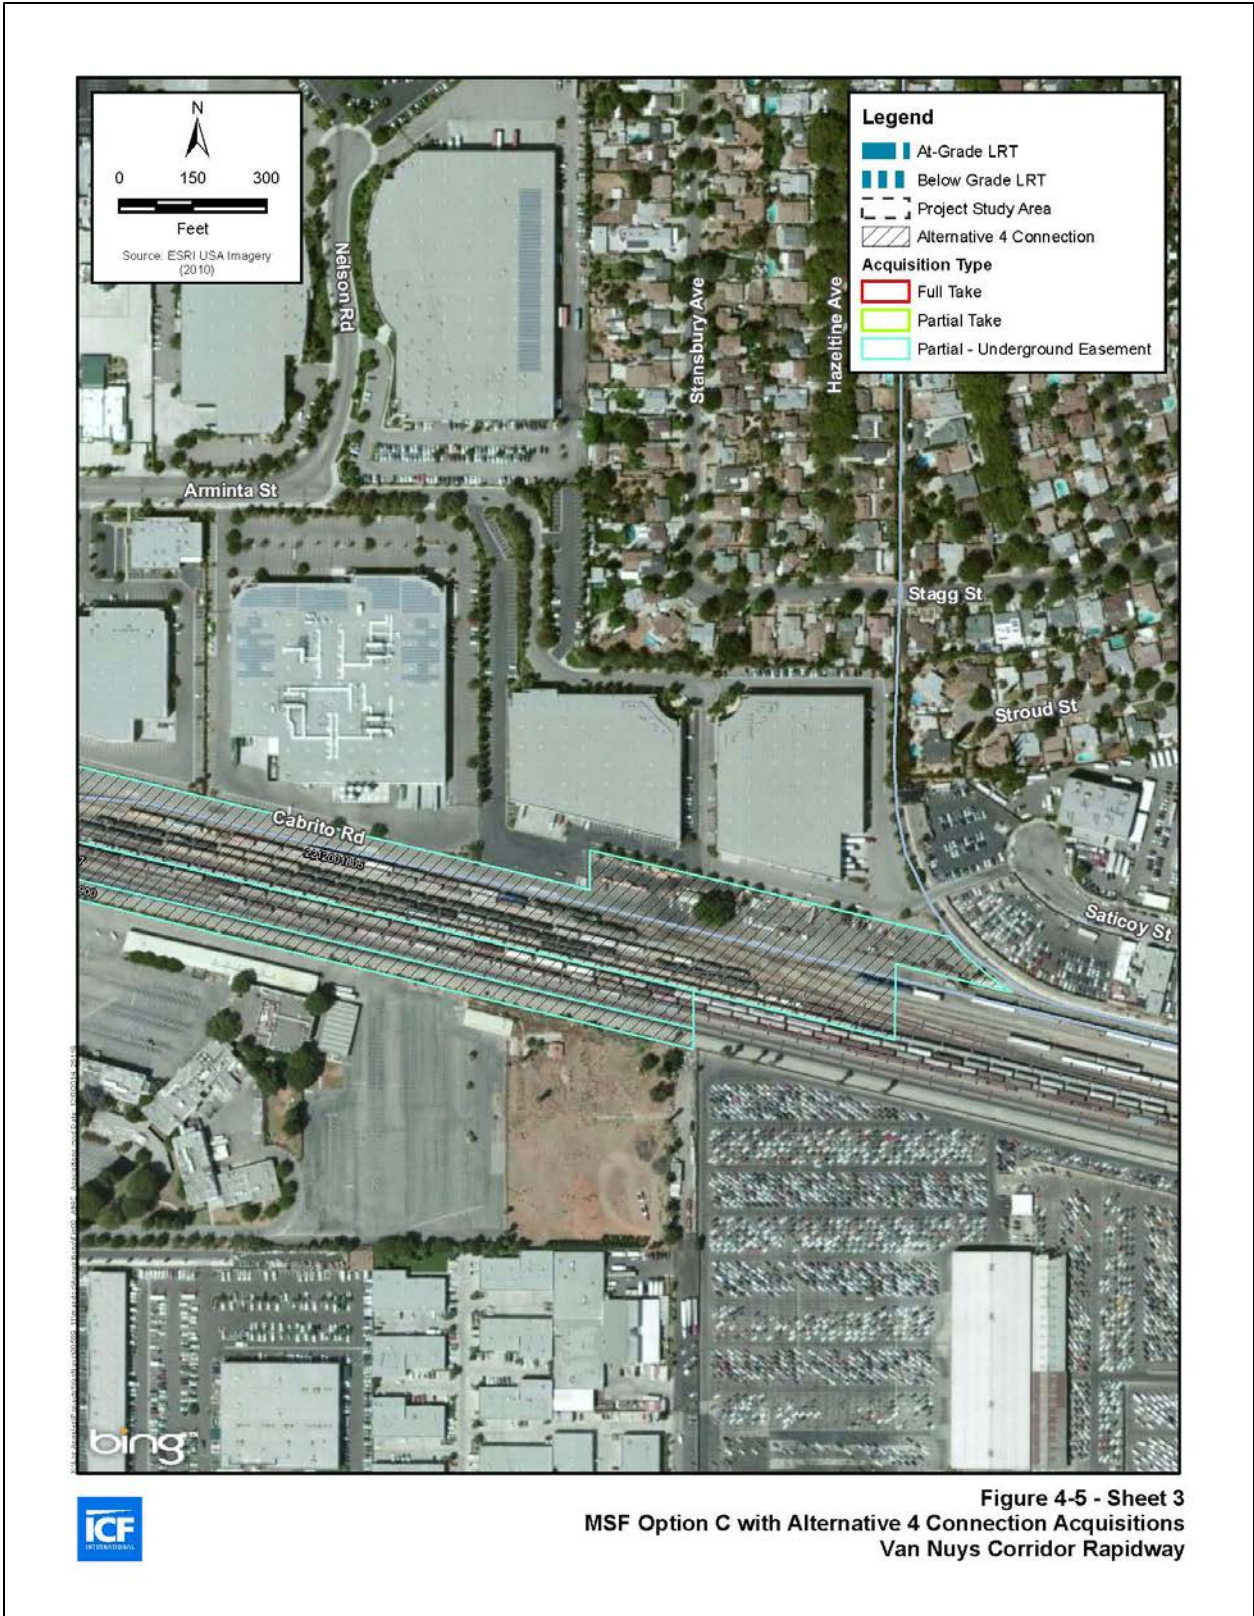 N
0 150 300
Feet
Source: ESRI USA Imagery
(2010)
Legend
At-Grade LRT
Below Grade LRT
Project Study Area
Alternative 4 Connection
Acquisition Type
Full Take
Partial Take
Partial - Underground Easement
Nelson Rd
Stansbury Ave
Hazeltine Ave
Arminta St
Stagg St
Stroud St
Cabrito Rd
7
900
Saticoy St
bing
ICF
INTERNATIONAL
Figure 4-5 - Sheet 3
MSF Option C with Alternative 4 Connection Acquisitions
Van Nuys Corridor Rapidway